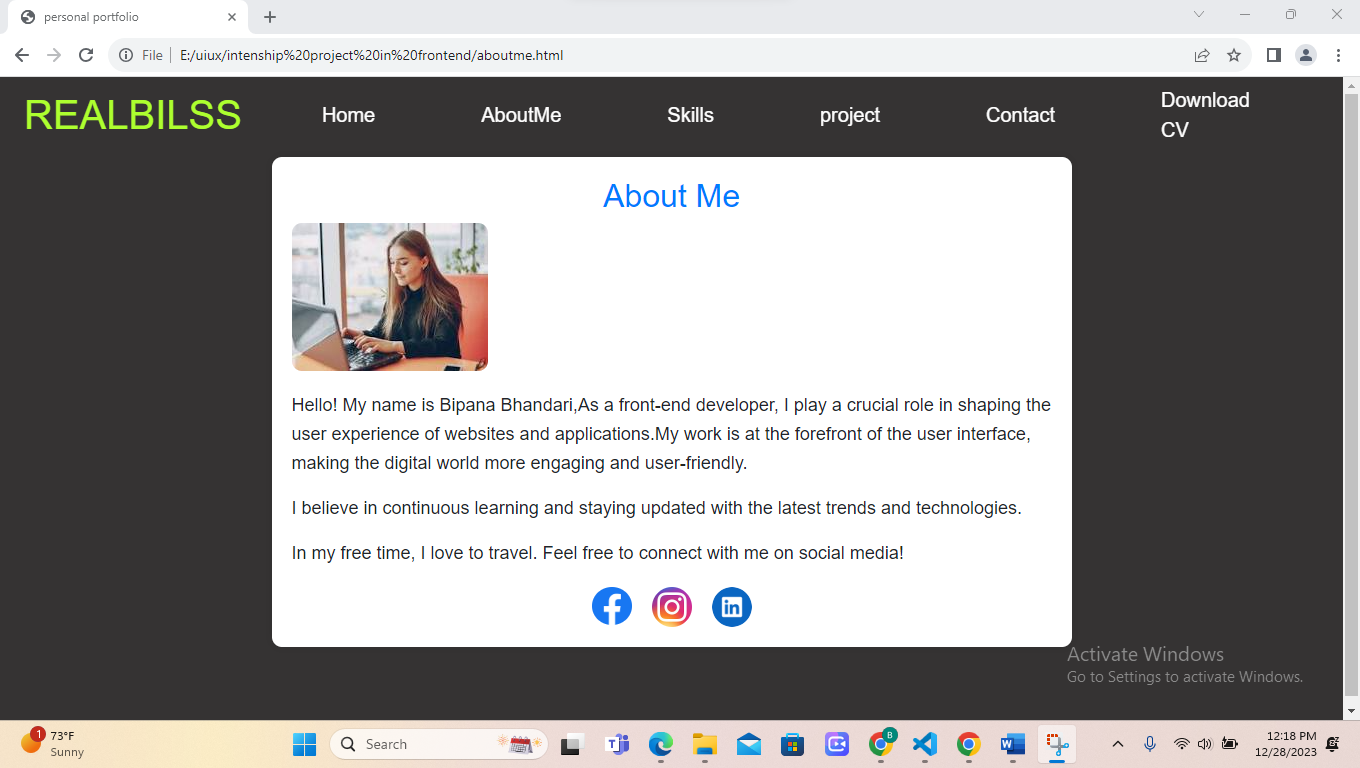 personal portfolio
File
E:/uiux/intenship%20project%20in%20frontend/aboutme.html
REALBILSS
Home
AboutMe
Skills
project
Contact
Download
CV
About Me
Hello! My name is Bipana Bhandari,As a front-end developer, I play a crucial role in shaping the
user experience of websites and applications.My work is at the forefront of the user interface,
making the digital world more engaging and user-friendly.
I believe in continuous learning and staying updated with the latest trends and technologies.
In my free time, I love to travel. Feel free to connect with me on social media!
in
Activate Windows
Go to Settings to activate Windows.
1
73°F
Sunny
Search
B
W
12:18 PM
12/28/2023